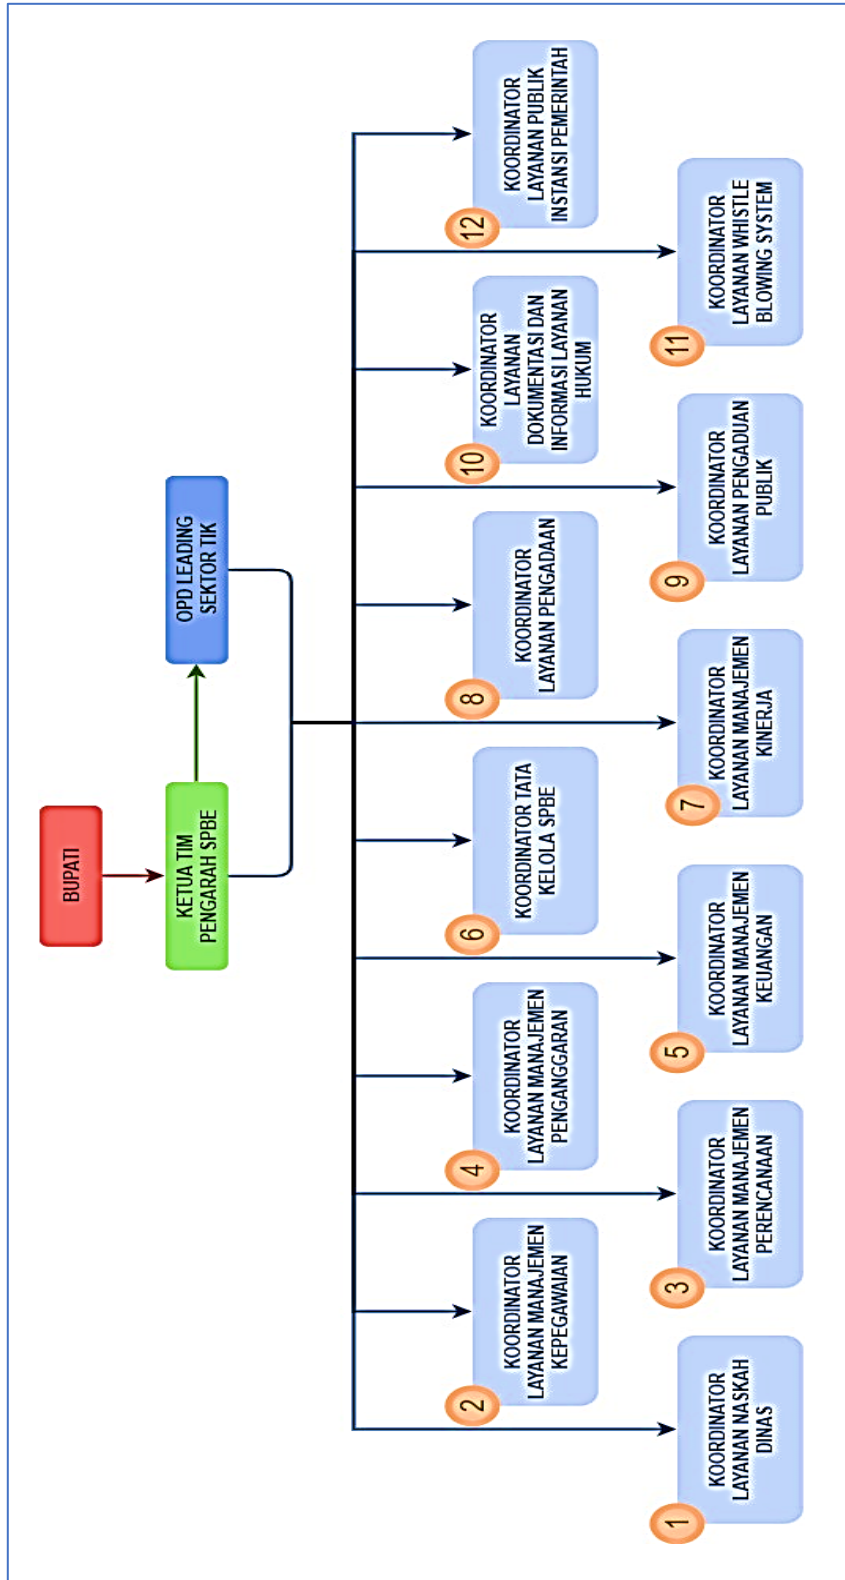 BUPATI
KETUA TIM
PENGARAH SPBE
OPD LEADING
SEKTOR TIK
1
KOORDINATOR
LAYANAN NASKAH
DINAS
2
KOORDINATOR
LAYANAN MANAJEMEN
KEPEGAWAIAN
3
KOORDINATOR
LAYANAN MANAJEMEN
PERENCANAAN
4
KOORDINATOR
LAYANAN MANAJEMEN
PENGANGGARAN
5
KOORDINATOR
LAYANAN MANAJEMEN
KEUANGAN
6
KOORDINATOR TATA
KELOLA SPBE
7
KOORDINATOR
LAYANAN MANAJEMEN
KINERJA
8
KOORDINATOR
LAYANAN PENGADAAN
9
KOORDINATOR
LAYANAN PENGADUAN
PUBLIK
10
KOORDINATOR
LAYANAN
DOKUMENTASI DAN
INFORMASI LAYANAN
HUKUM
11
KOORDINATOR
LAYANAN WHISTLE
BLOWING SYSTEM
12
KOORDINATOR
LAYANAN PUBLIK
INSTANSI PEMERINTAH